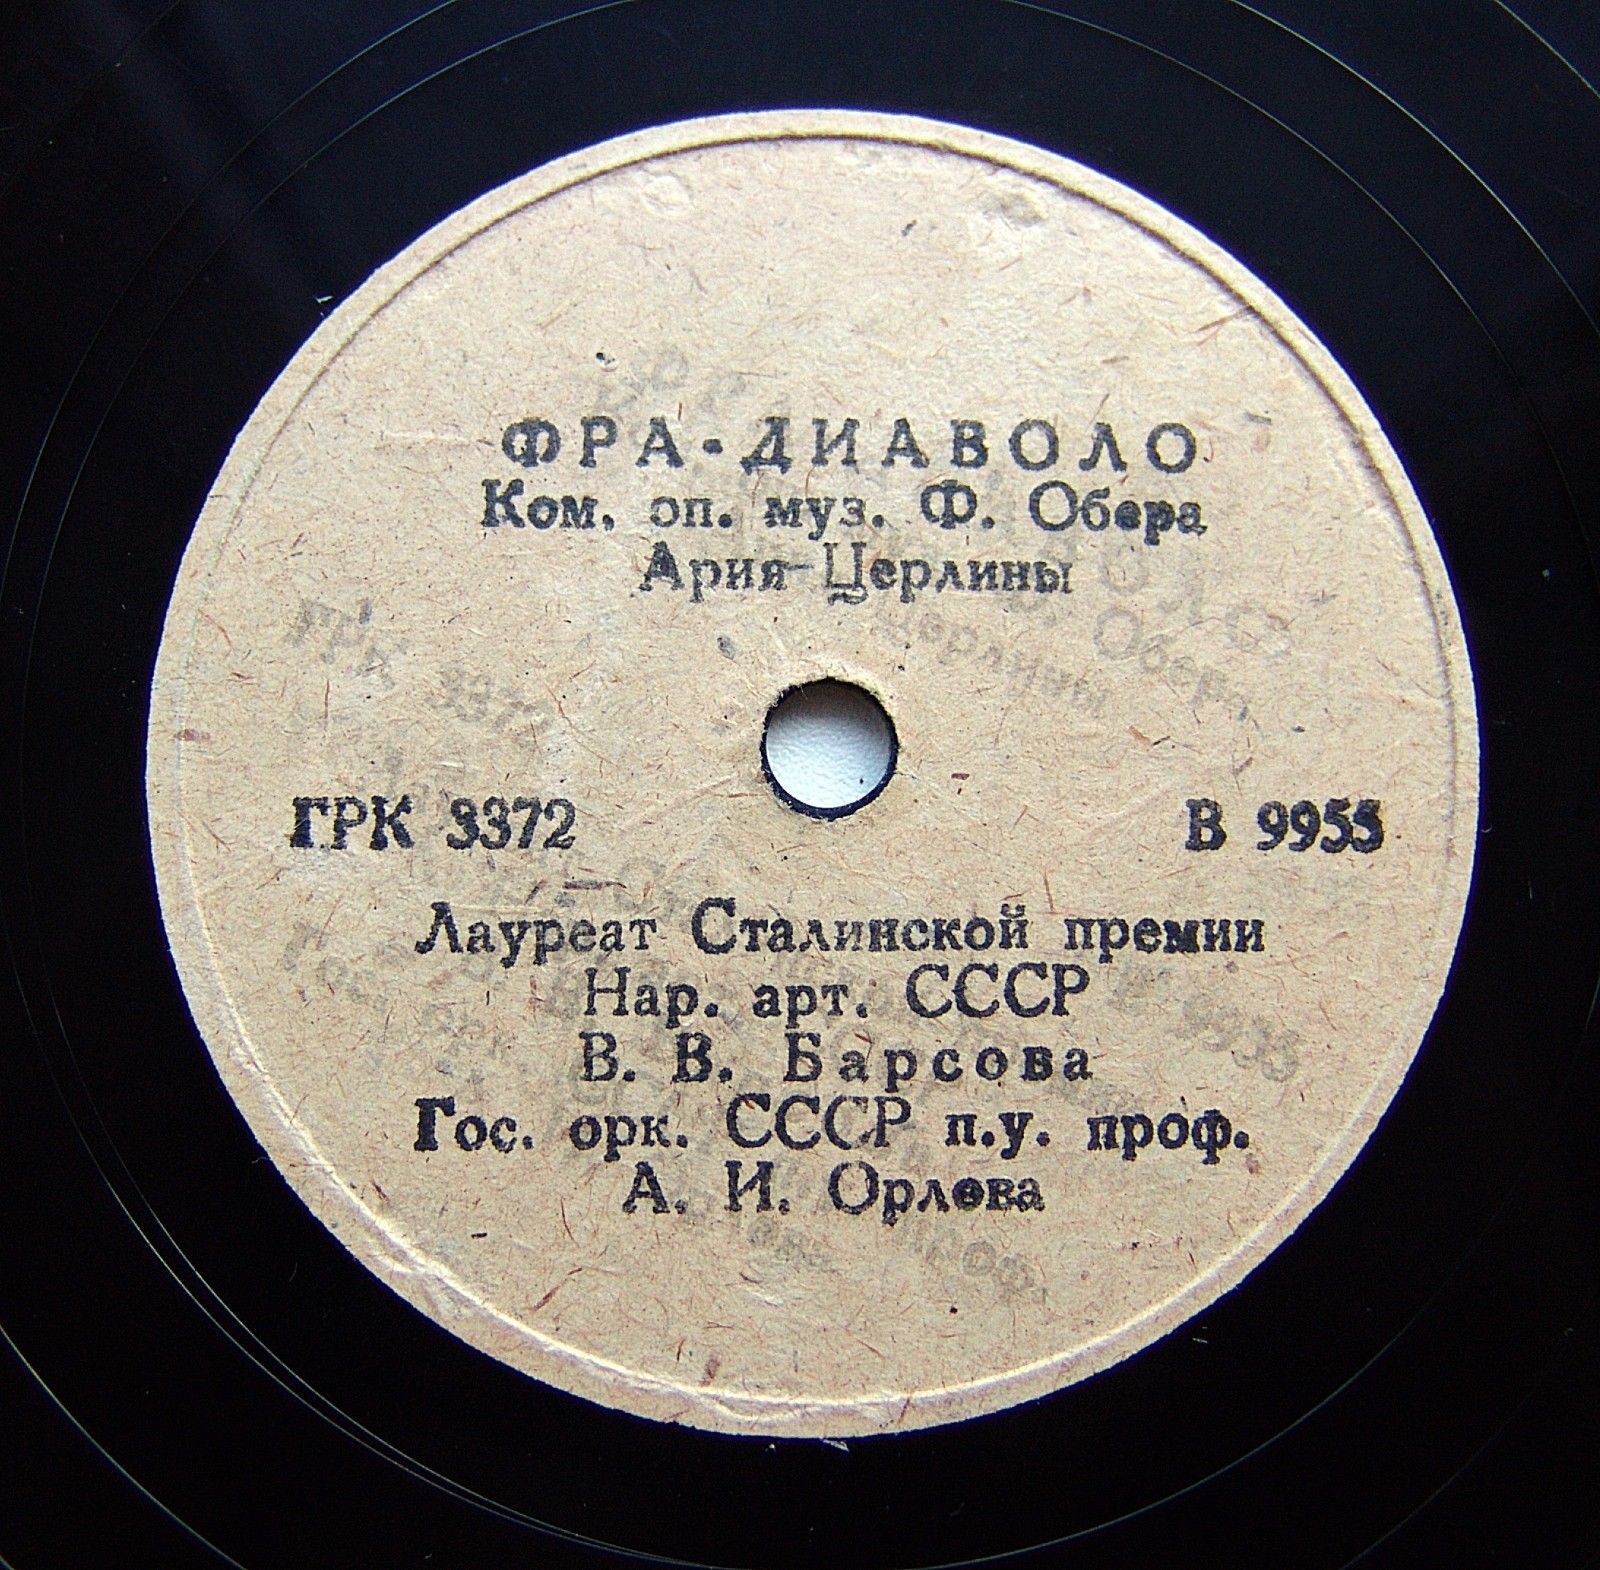 ФРА-ДИАВОЛО
Ком. оп. муз. Ф. Обера
Ария-Церлины
ГРК 3372 В 9955
Лауреат Сталинской премии
Нар. арт. СССР
В. В. Барсова
Гос. орк. СССР п.у. проф.
А. И. Орлова